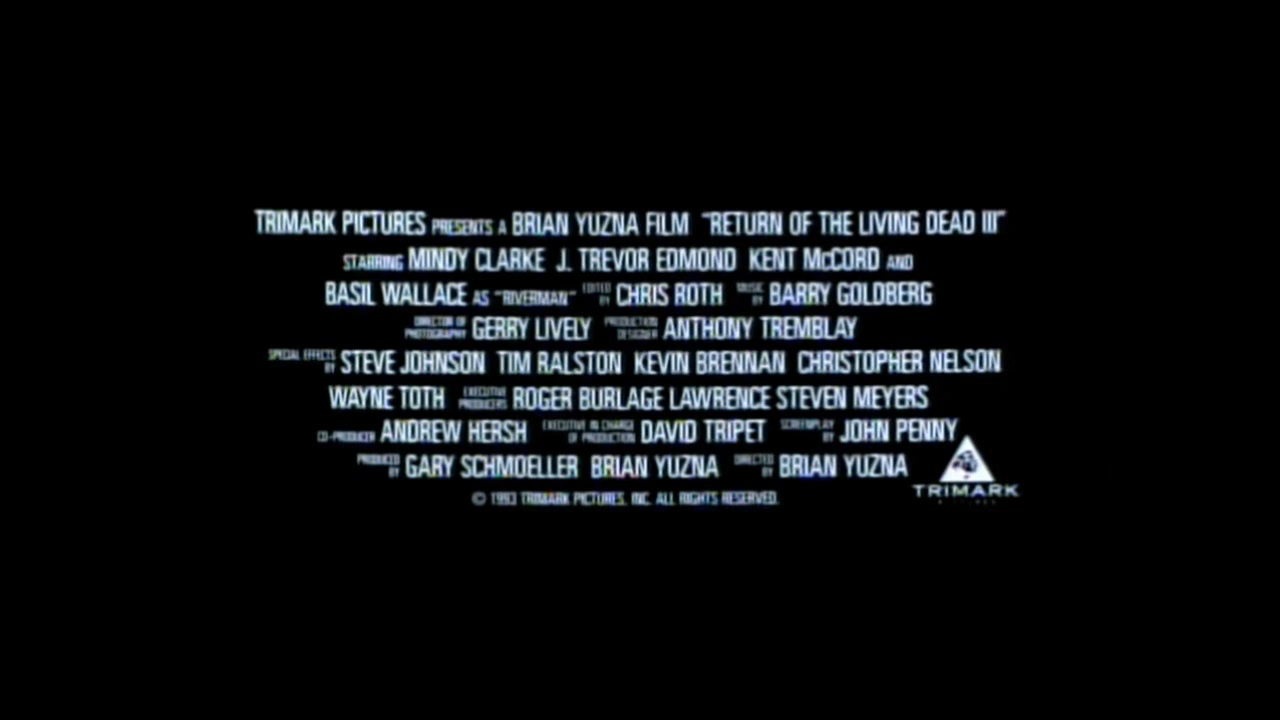 TRIMARK PICTURES PRESENTS A BRIAN YUZNA FILM "RETURN OF THE LIVING DEAD III"
STARRING MINDY CLARKE J. TREVOR EDMOND KENT McCORD AND
BASIL WALLACE AS "RIVERMAN" EDITED BY CHRIS ROTH MUSIC BY BARRY GOLDBERG
DIRECTOR OF PHOTOGRAPHY GERRY LIVELY PRODUCTION DESIGNER ANTHONY TREMBLAY
SPECIAL EFFECTS BY STEVE JOHNSON TIM RALSTON KEVIN BRENNAN CHRISTOPHER NELSON
WAYNE TOTH EXECUTIVE PRODUCERS ROGER BURLAGE LAWRENCE STEVEN MEYERS
CO-PRODUCER ANDREW HERSH EXECUTIVE IN CHARGE OF PRODUCTION DAVID TRIPET SCREENPLAY BY JOHN PENNY
PRODUCED BY GARY SCHMOELLER BRIAN YUZNA DIRECTED BY BRIAN YUZNA
TRIMARK
© 1993 TRIMARK PICTURES, INC. ALL RIGHTS RESERVED.